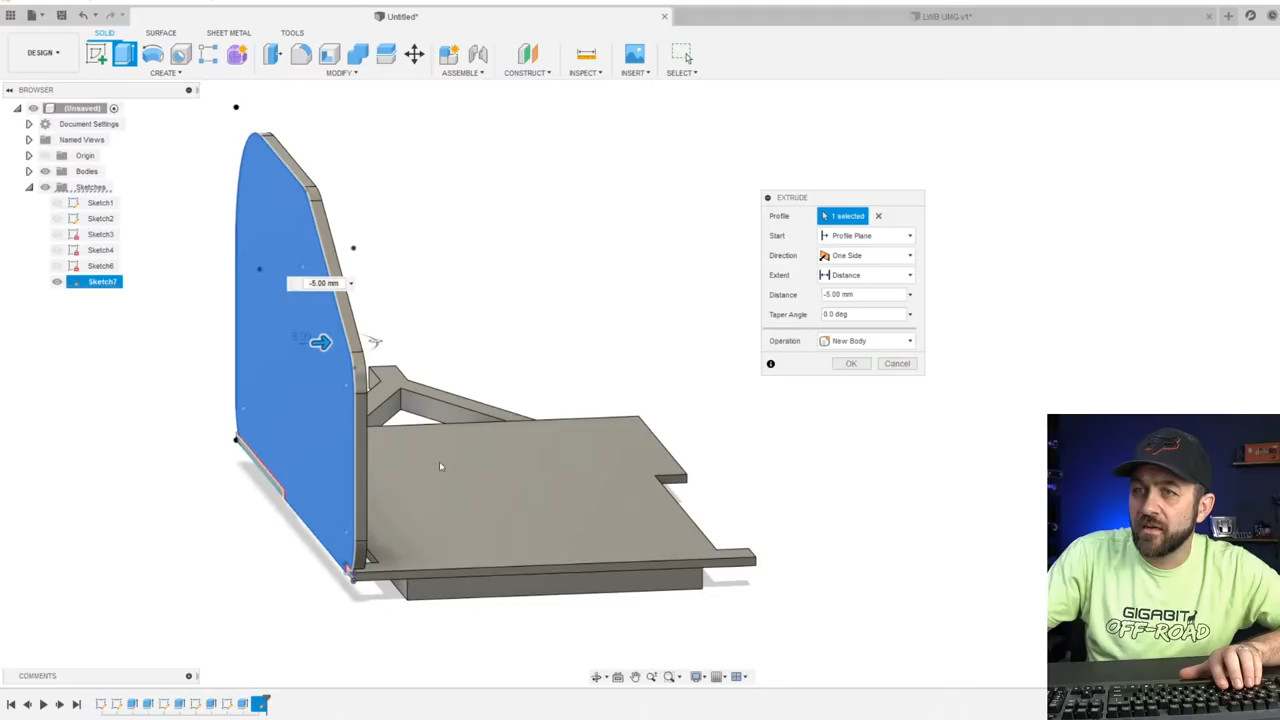 Untitled*
LWB UMG v1*
DESIGN
SOLID
SURFACE
SHEET METAL
TOOLS
CREATE
MODIFY
ASSEMBLE
CONSTRUCT
INSPECT
INSERT
SELECT
BROWSER
(Unsaved)
Document Settings
Named Views
Origin
Bodies
Sketches
Sketch1
Sketch2
Sketch3
Sketch4
Sketch6
Sketch7
-5.00 mm
EXTRUDE
Profile 1 selected
Start Profile Plane
Direction One Side
Extent Distance
Distance -5.00 mm
Taper Angle 0.0 deg
Operation New Body
OK Cancel
GIGABIT
OFF-ROAD
COMMENTS